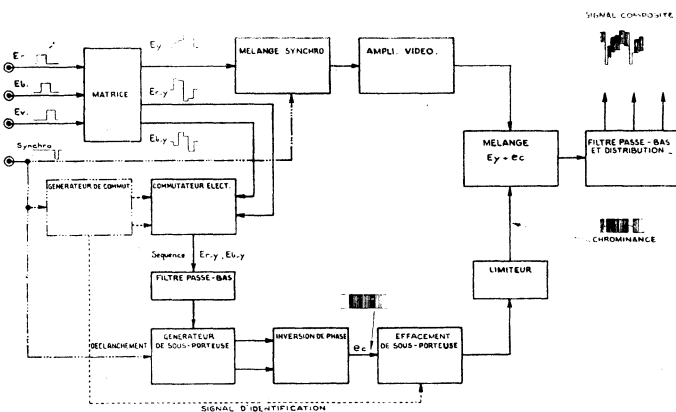 SIGNAL COMPOSITE
Er.
Ey
MELANGE SYNCHRO
AMPLI. VIDEO.
Eb.
MATRICE
Er.y
Ev.
Eb.y
Synchro
MELANGE
Ey + ec
FILTRE PASSE-BAS
ET DISTRIBUTION
GENERATEUR DE COMMUT
COMMUTATEUR ELECT.
CHROMINANCE
Sequence Er.y, Eb.y
LIMITEUR
FILTRE PASSE-BAS
DECLANCHEMENT
GENERATEUR
DE SOUS-PORTEUSE
INVERSION DE PHASE
ec
EFFACEMENT
DE SOUS-PORTEUSE
SIGNAL D'IDENTIFICATION